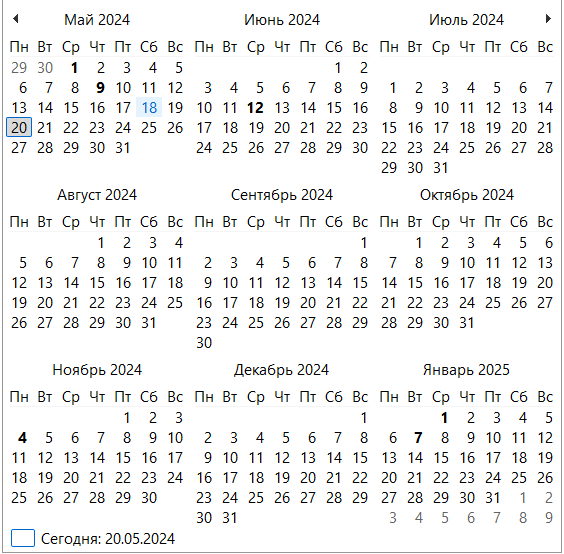 Май 2024 Июнь 2024 Июль 2024
Пн Вт Ср Чт Пт Сб Вс Пн Вт Ср Чт Пт Сб Вс Пн Вт Ср Чт Пт Сб Вс
29 30 1 2 3 4 5 1 2
6 7 8 9 10 11 12 3 4 5 6 7 8 9 1 2 3 4 5 6 7
13 14 15 16 17 18 19 10 11 12 13 14 15 16 8 9 10 11 12 13 14
20 21 22 23 24 25 26 17 18 19 20 21 22 23 15 16 17 18 19 20 21
27 28 29 30 31 24 25 26 27 28 29 30 22 23 24 25 26 27 28
29 30 31
Август 2024 Сентябрь 2024 Октябрь 2024
Пн Вт Ср Чт Пт Сб Вс Пн Вт Ср Чт Пт Сб Вс Пн Вт Ср Чт Пт Сб Вс
1 2 3 4 1 1 2 3 4 5 6
5 6 7 8 9 10 11 2 3 4 5 6 7 8 7 8 9 10 11 12 13
12 13 14 15 16 17 18 9 10 11 12 13 14 15 14 15 16 17 18 19 20
19 20 21 22 23 24 25 16 17 18 19 20 21 22 21 22 23 24 25 26 27
26 27 28 29 30 31 23 24 25 26 27 28 29 28 29 30 31
30
Ноябрь 2024 Декабрь 2024 Январь 2025
Пн Вт Ср Чт Пт Сб Вс Пн Вт Ср Чт Пт Сб Вс Пн Вт Ср Чт Пт Сб Вс
1 2 3 1 1 2 3 4 5
4 5 6 7 8 9 10 2 3 4 5 6 7 8 6 7 8 9 10 11 12
11 12 13 14 15 16 17 9 10 11 12 13 14 15 13 14 15 16 17 18 19
18 19 20 21 22 23 24 16 17 18 19 20 21 22 20 21 22 23 24 25 26
25 26 27 28 29 30 23 24 25 26 27 28 29 27 28 29 30 31 1 2
30 31 3 4 5 6 7 8 9
Сегодня: 20.05.2024